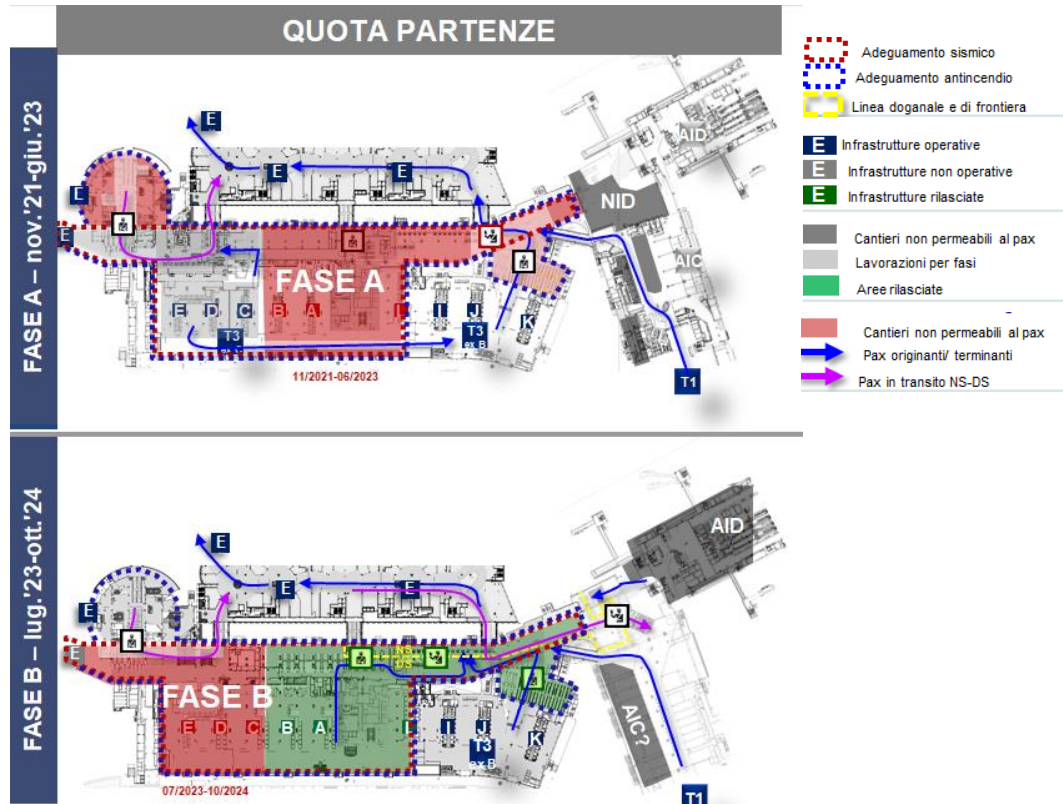 QUOTA PARTENZE
FASE A – nov.'21-giu.'23
E
E
E
E
E
AID
NID
AIC
FASE A
E
D
C
B
A
L
I
J
K
T3
T3
ex B
T1
11/2021-06/2023
Adeguamento sismico
Adeguamento antincendio
Linea doganale e di frontiera
E Infrastrutture operative
E Infrastrutture non operative
E Infrastrutture rilasciate
Cantieri non permeabili al pax
Lavorazioni per fasi
Aree rilasciate
Cantieri non permeabili al pax
Pax originanti/ terminanti
Pax in transito NS-DS
FASE B – lug.'23-ott.'24
E
E
E
E
E
AID
NS
DS
FASE B
E
D
C
B
A
I
J
K
T3
ex B
AIC?
T1
07/2023-10/2024